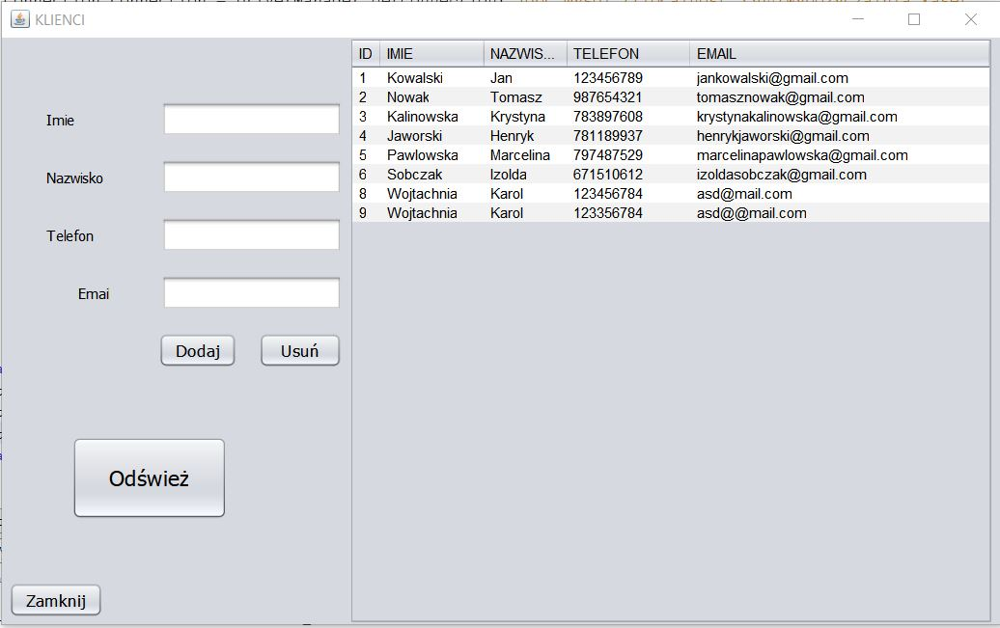 KLIENCI
Imie
Nazwisko
Telefon
Emai
Dodaj Usuń
Odśwież
Zamknij
ID IMIE NAZWIS... TELEFON EMAIL
1 Kowalski Jan 123456789 jankowalski@gmail.com
2 Nowak Tomasz 987654321 tomasznowak@gmail.com
3 Kalinowska Krystyna 783897608 krystynakalinowska@gmail.com
4 Jaworski Henryk 781189937 henrykjaworski@gmail.com
5 Pawlowska Marcelina 797487529 marcelinapawlowska@gmail.com
6 Sobczak Izolda 671510612 izoldasobczak@gmail.com
8 Wojtachnia Karol 123456784 asd@mail.com
9 Wojtachnia Karol 123356784 asd@@mail.com